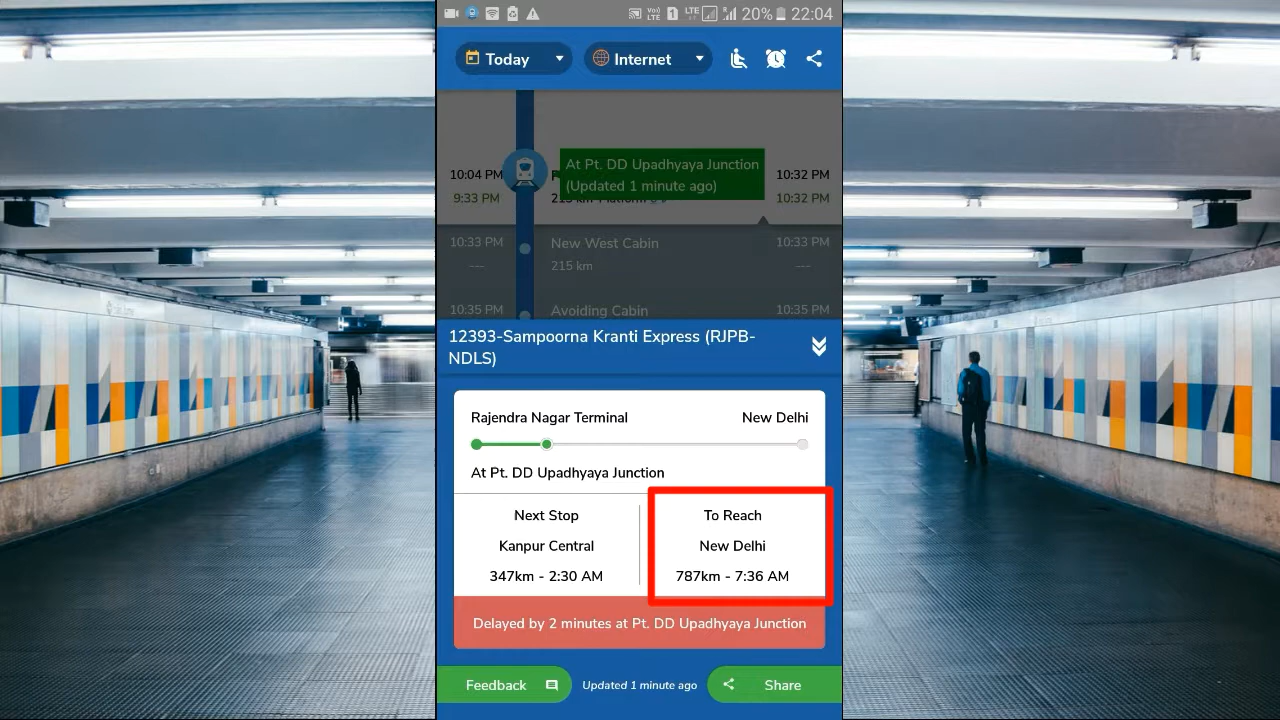 VoLTE 1 LTE 20% 22:04
Today Internet
At Pt. DD Upadhyaya Junction
10:04 PM 10:32 PM
(Updated 1 minute ago)
9:33 PM 10:32 PM
10:33 PM New West Cabin 10:33 PM
--- 215 km ---
10:35 PM Avoiding Cabin 10:35 PM
12393-Sampoorna Kranti Express (RJPB-
NDLS)
Rajendra Nagar Terminal New Delhi
At Pt. DD Upadhyaya Junction
Next Stop To Reach
Kanpur Central New Delhi
347km - 2:30 AM 787km - 7:36 AM
Delayed by 2 minutes at Pt. DD Upadhyaya Junction
Feedback Updated 1 minute ago Share